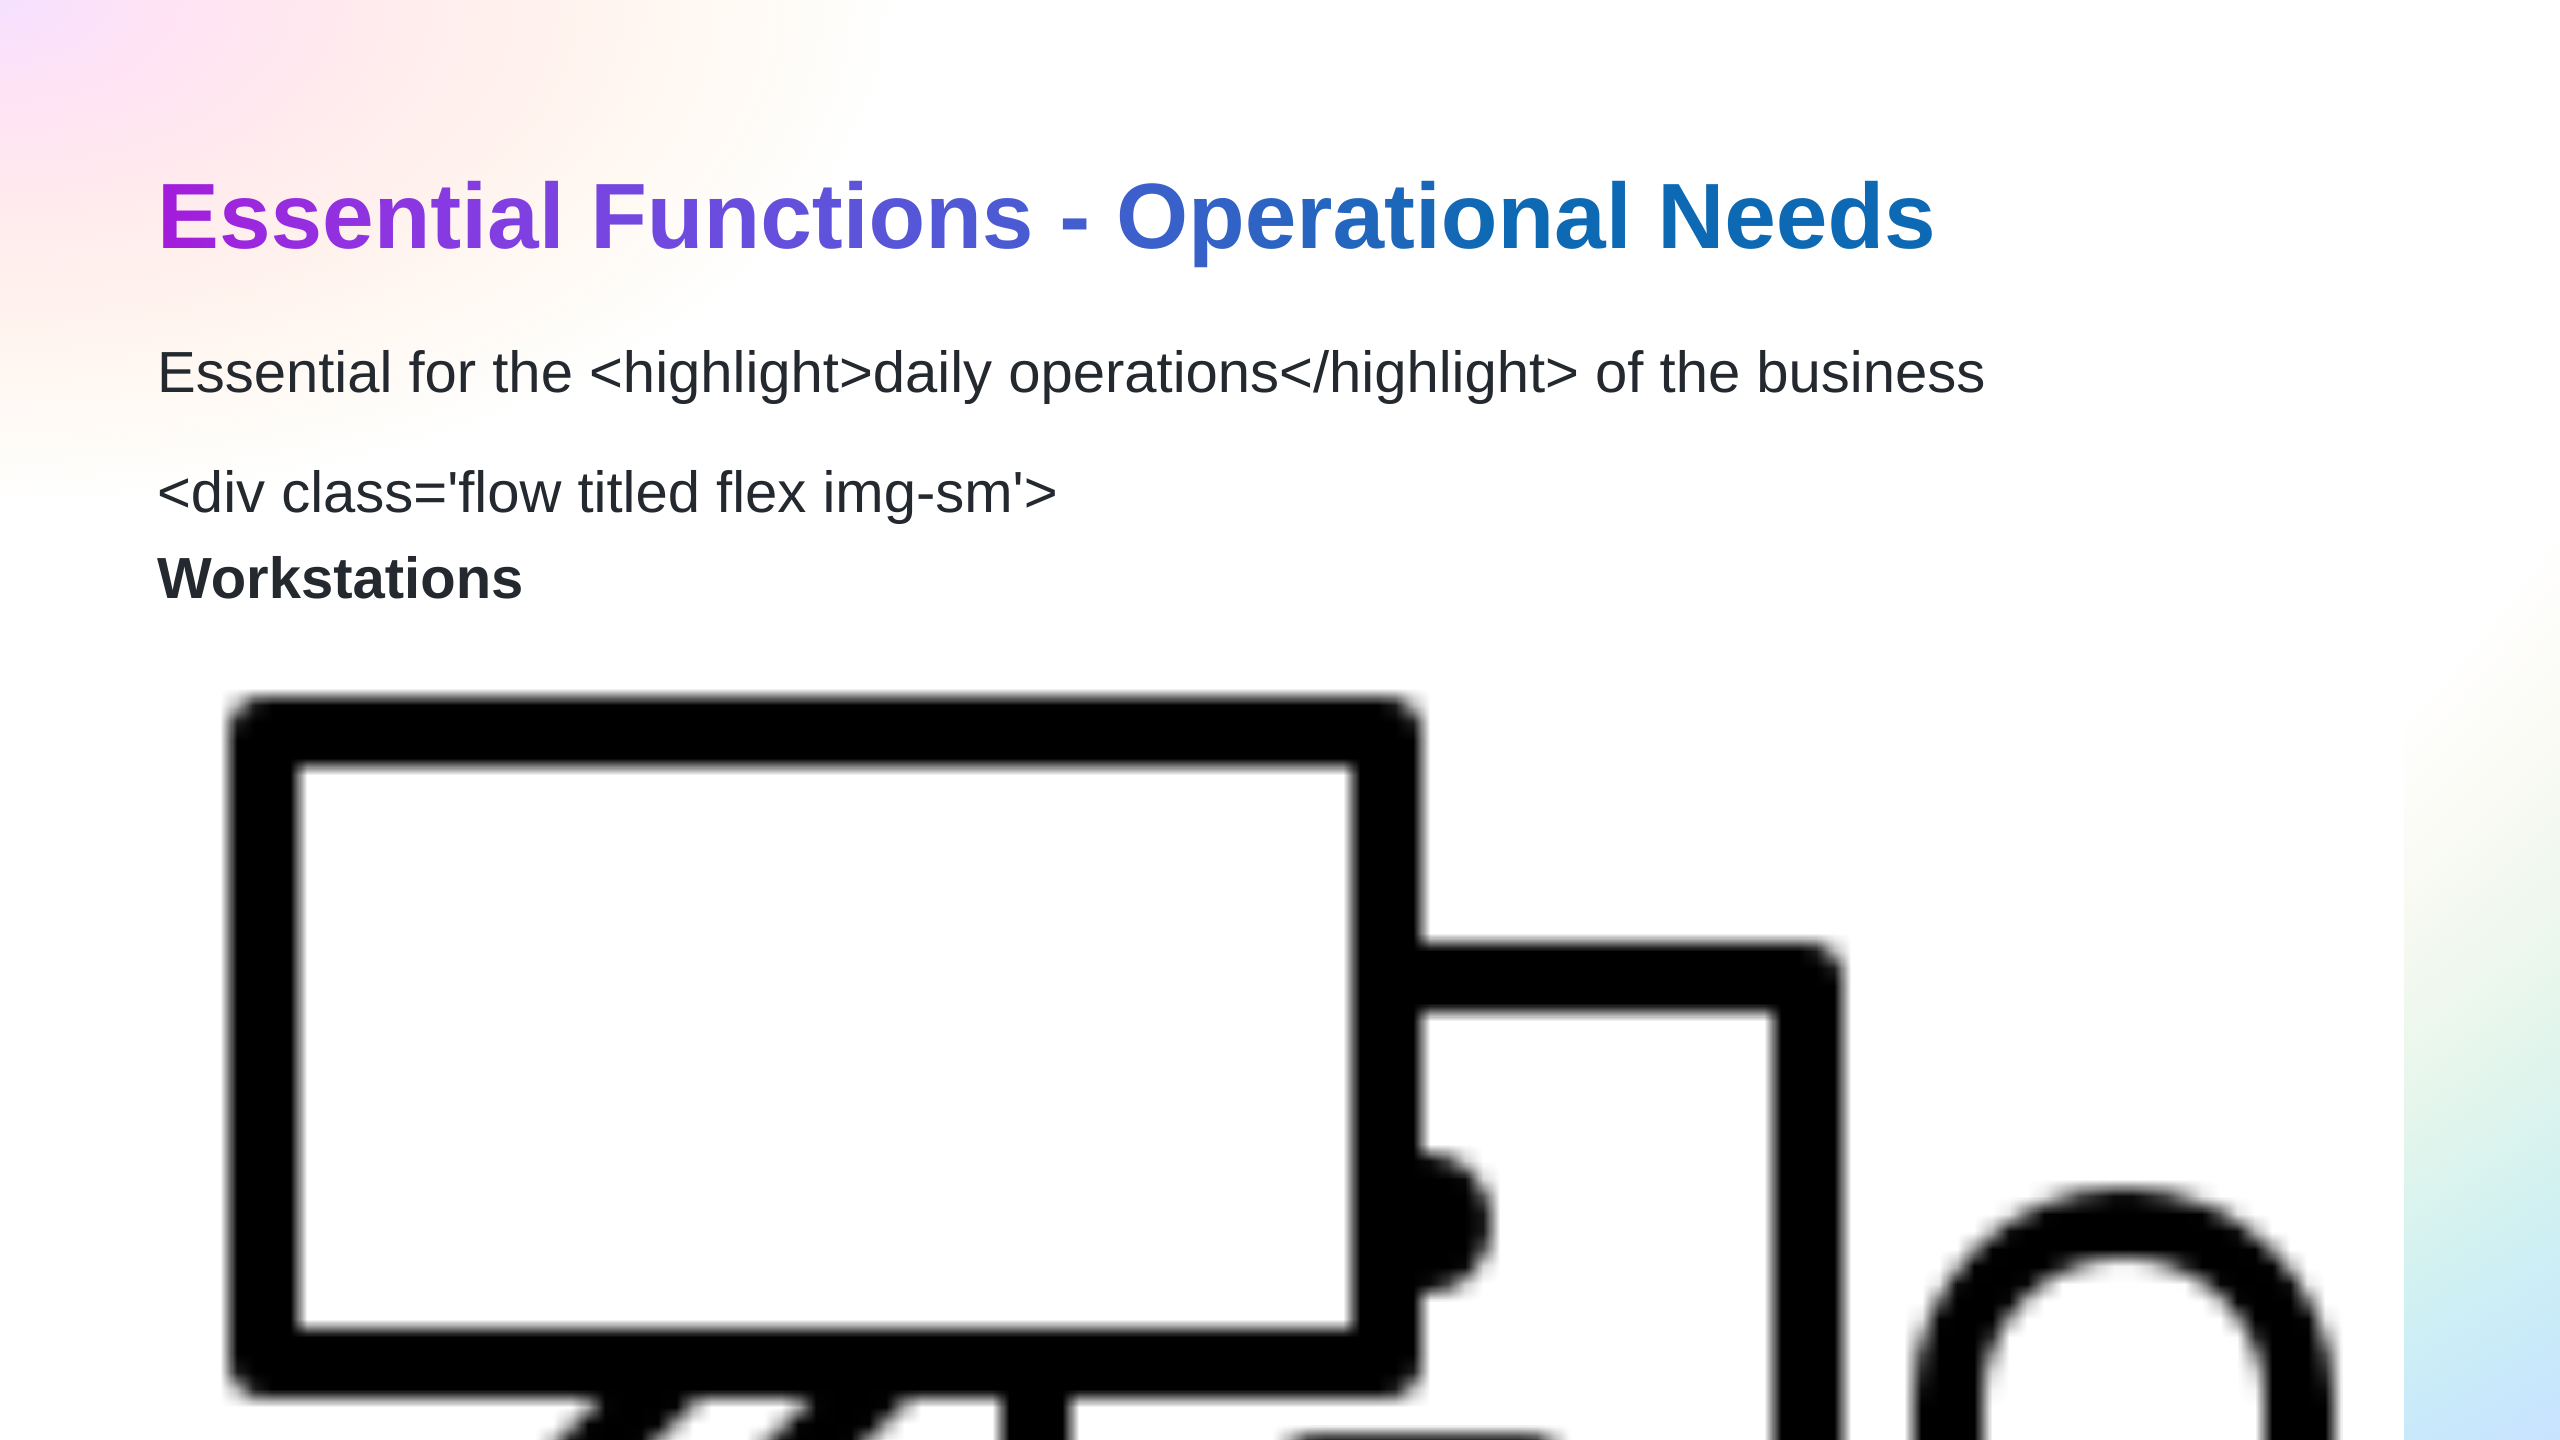 Essential Functions - Operational Needs
Essential for the <highlight>daily operations</highlight> of the business
<div class='flow titled flex img-sm'>
Workstations